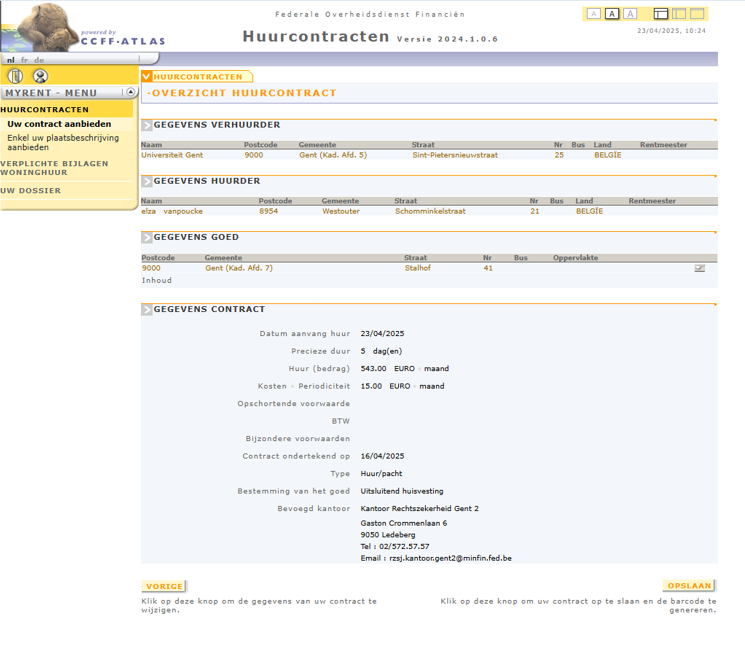 Federale Overheidsdienst Financiën
A A A
powered by
CCFF·ATLAS
Huurcontracten Versie 2024.1.0.6
23/04/2025, 10:24
nl fr de
MYRENT - MENU
HUURCONTRACTEN
Uw contract aanbieden
Enkel uw plaatsbeschrijving
aanbieden
VERPLICHTE BIJLAGEN
WONINGHUUR
UW DOSSIER
HUURCONTRACTEN
-OVERZICHT HUURCONTRACT
GEGEVENS VERHUURDER
Naam Postcode Gemeente Straat Nr Bus Land Rentmeester
Universiteit Gent 9000 Gent (Kad. Afd. 5) Sint-Pietersnieuwstraat 25 BELGÏE
GEGEVENS HUURDER
Naam Postcode Gemeente Straat Nr Bus Land Rentmeester
elza vanpoucke 8954 Westouter Schomminkelstraat 21 BELGÏE
GEGEVENS GOED
Postcode Gemeente Straat Nr Bus Oppervlakte
9000 Gent (Kad. Afd. 7) Stalhof 41
Inhoud
GEGEVENS CONTRACT
Datum aanvang huur 23/04/2025
Precieze duur 5 dag(en)
Huur (bedrag) 543.00 EURO - maand
Kosten - Periodiciteit 15.00 EURO - maand
Opschortende voorwaarde
BTW
Bijzondere voorwaarden
Contract ondertekend op 16/04/2025
Type Huur/pacht
Bestemming van het goed Uitsluitend huisvesting
Bevoegd kantoor Kantoor Rechtszekerheid Gent 2
Gaston Crommenlaan 6
9050 Ledeberg
Tel : 02/572.57.57
Email : rzsj.kantoor.gent2@minfin.fed.be
VORIGE
Klik op deze knop om de gegevens van uw contract te
wijzigen.
OPSLAAN
Klik op deze knop om uw contract op te slaan en de barcode te
genereren.